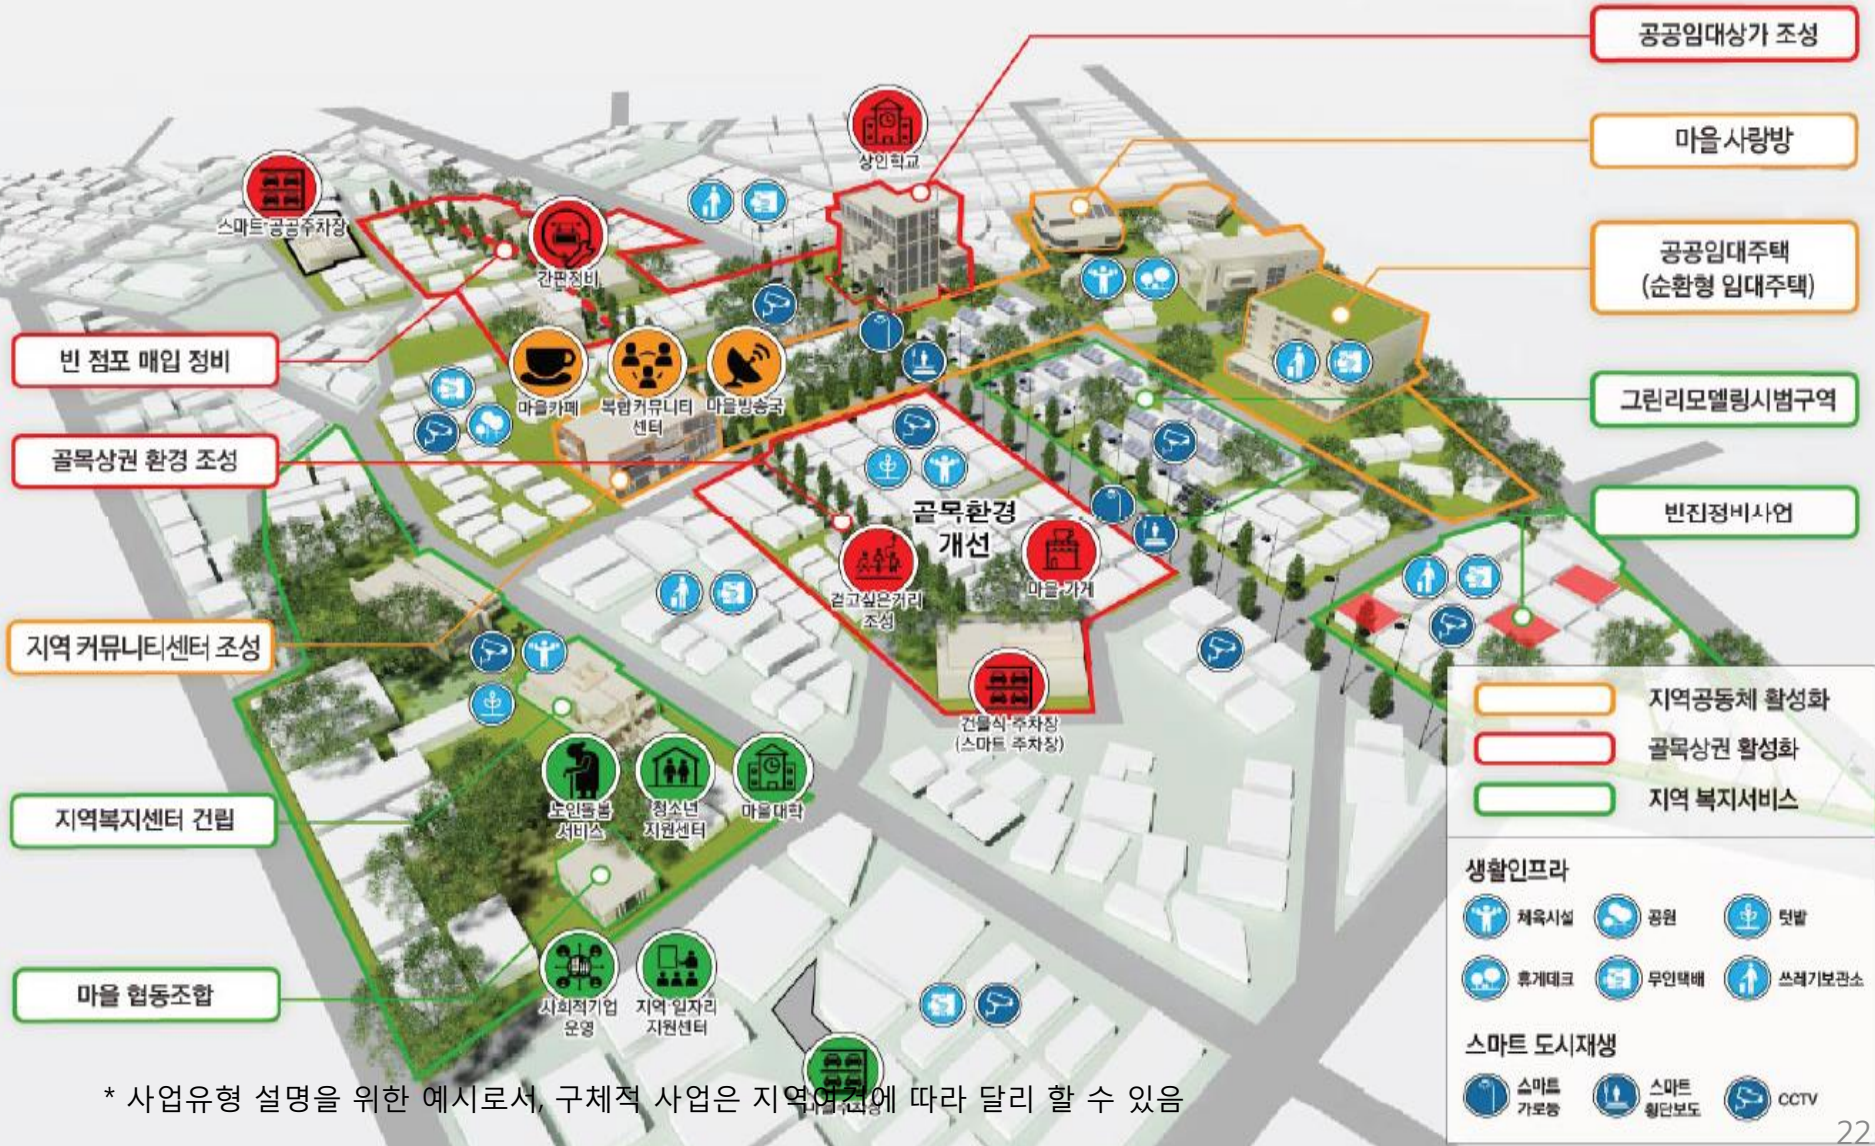 공공임대상가 조성
상인학교
마을사랑방
스마트 공공주차장
간판정비
공공임대주택
(순환형 임대주택)
빈 점포 매입 정비
마을카페
복합커뮤니티
센터
마을방송국
그린리모델링시범구역
골목상권 환경 조성
골목환경
개선
빈집정비사업
걷고싶은거리
조성
마을 가게
지역 커뮤니티센터 조성
건물식 주차장
(스마트 주차장)
지역복지센터 건립
노인돌봄
서비스
청소년
지원센터
마을대학
마을 협동조합
사회적기업
운영
지역 일자리
지원센터
지역공동체 활성화
골목상권 활성화
지역 복지서비스
생활인프라
체육시설
공원
텃밭
휴게데크
무인택배
쓰레기보관소
스마트 도시재생
스마트
가로등
스마트
횡단보도
CCTV
* 사업유형 설명을 위한 예시로서, 구체적 사업은 지역여건에 따라 달리 할 수 있음
22